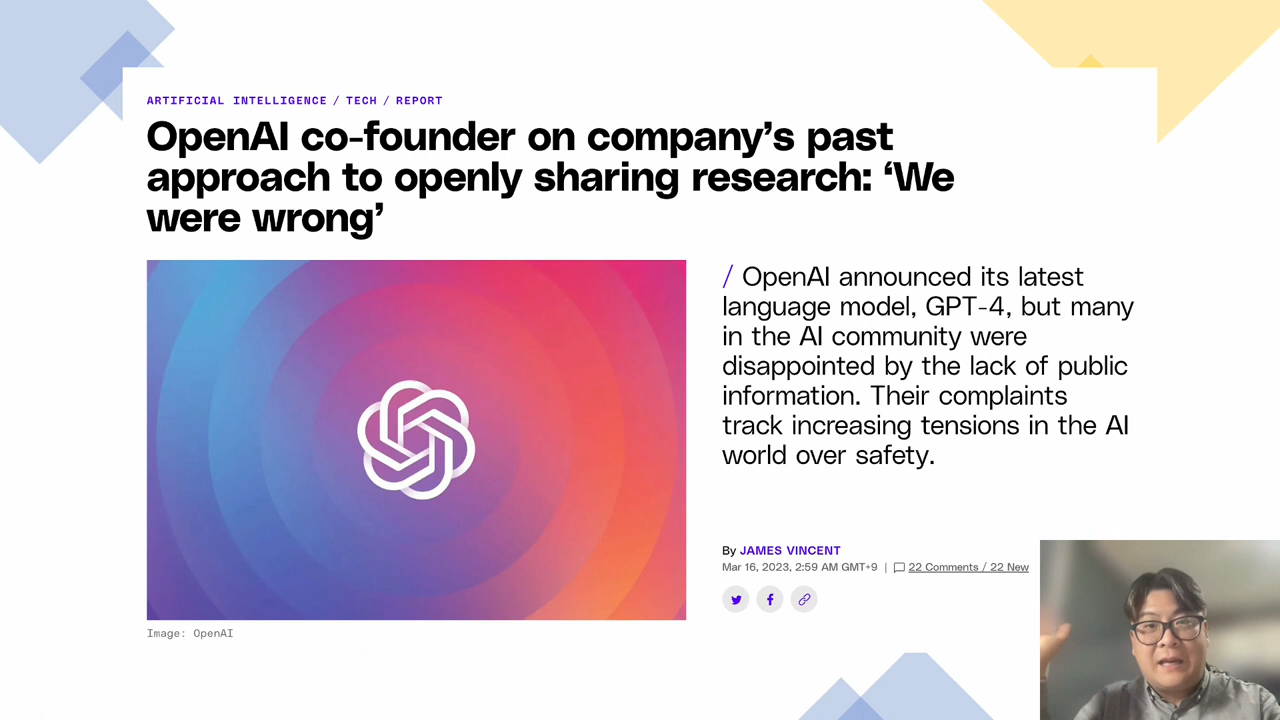 ARTIFICIAL INTELLIGENCE / TECH / REPORT
OpenAI co-founder on company’s past
approach to openly sharing research: ‘We
were wrong’
/ OpenAI announced its latest
language model, GPT-4, but many
in the AI community were
disappointed by the lack of public
information. Their complaints
track increasing tensions in the AI
world over safety.
By JAMES VINCENT
Mar 16, 2023, 2:59 AM GMT+9 | 22 Comments / 22 New
Image: OpenAI